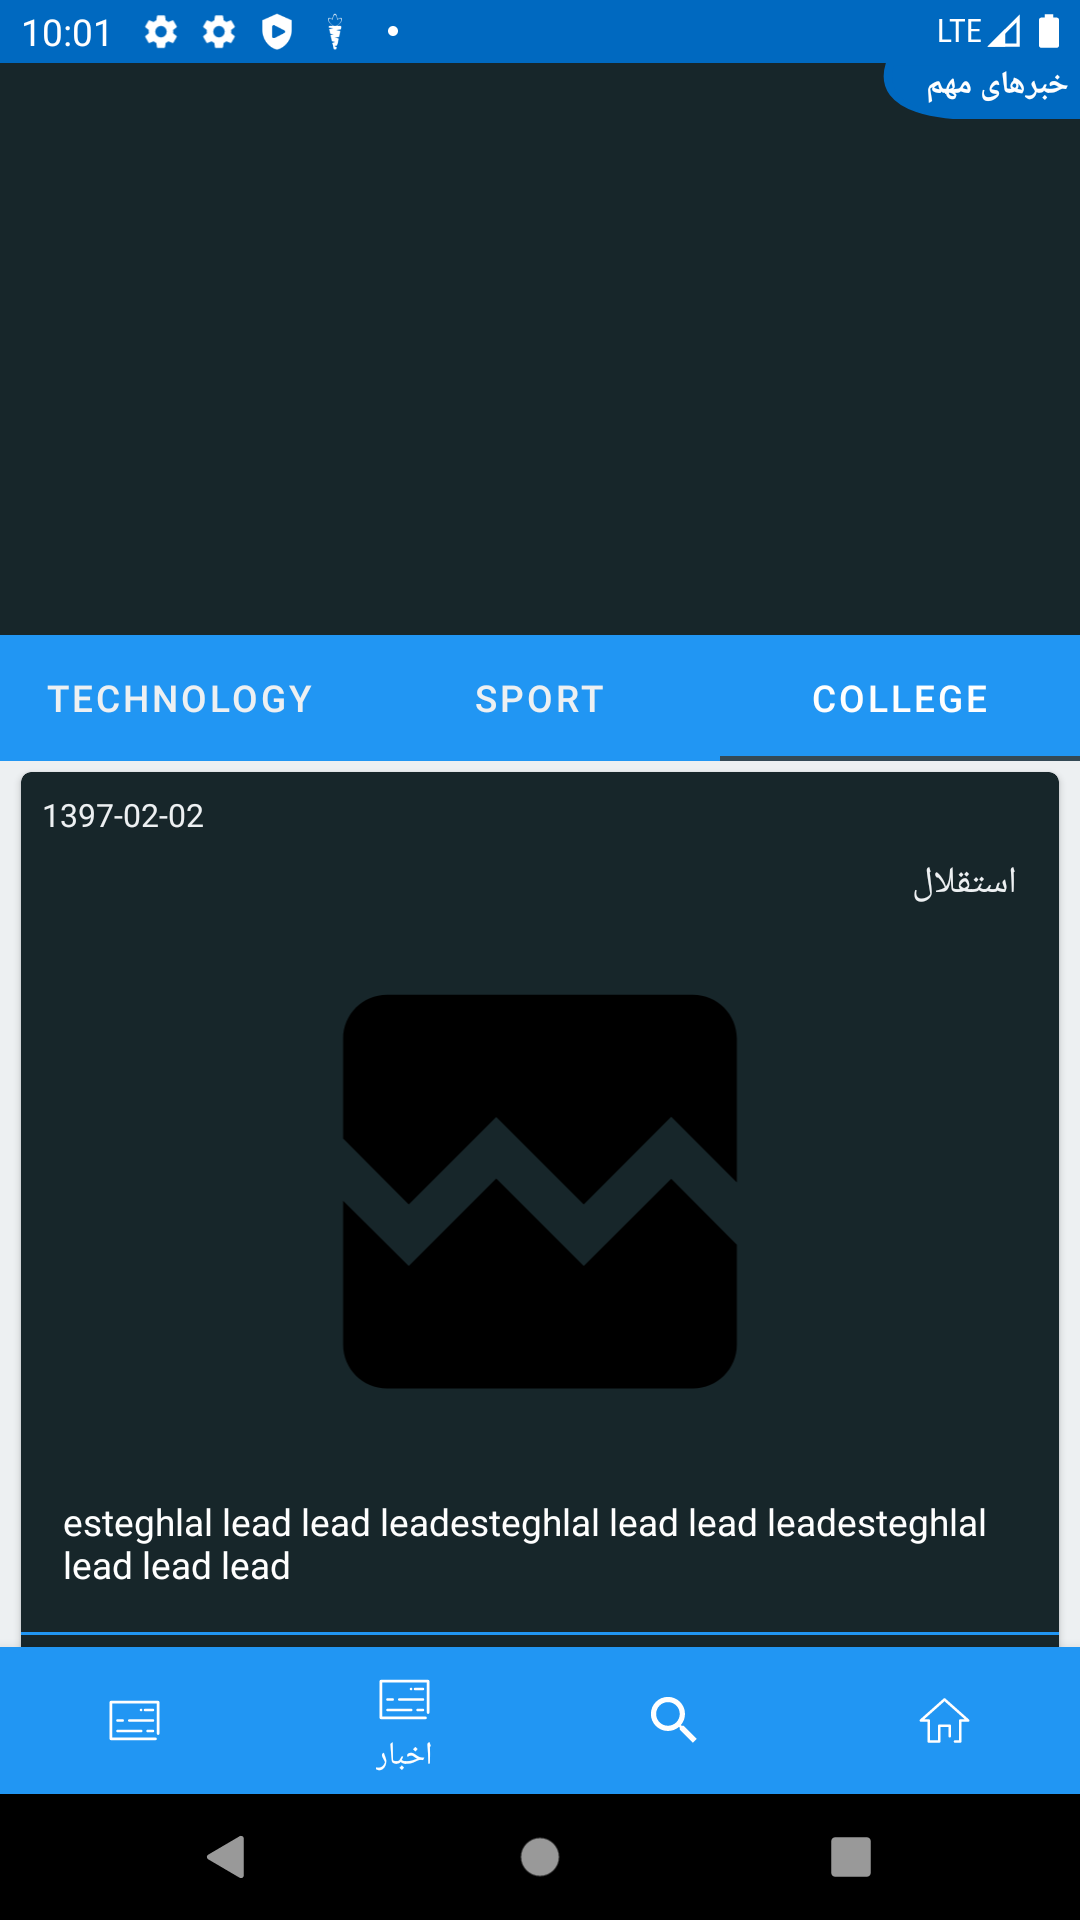 10:01
LTE
خبرهای مهم
TECHNOLOGY
SPORT
COLLEGE
1397-02-02
استقلال
esteghlal lead lead leadesteghlal lead lead leadesteghlal
lead lead lead
اخبار